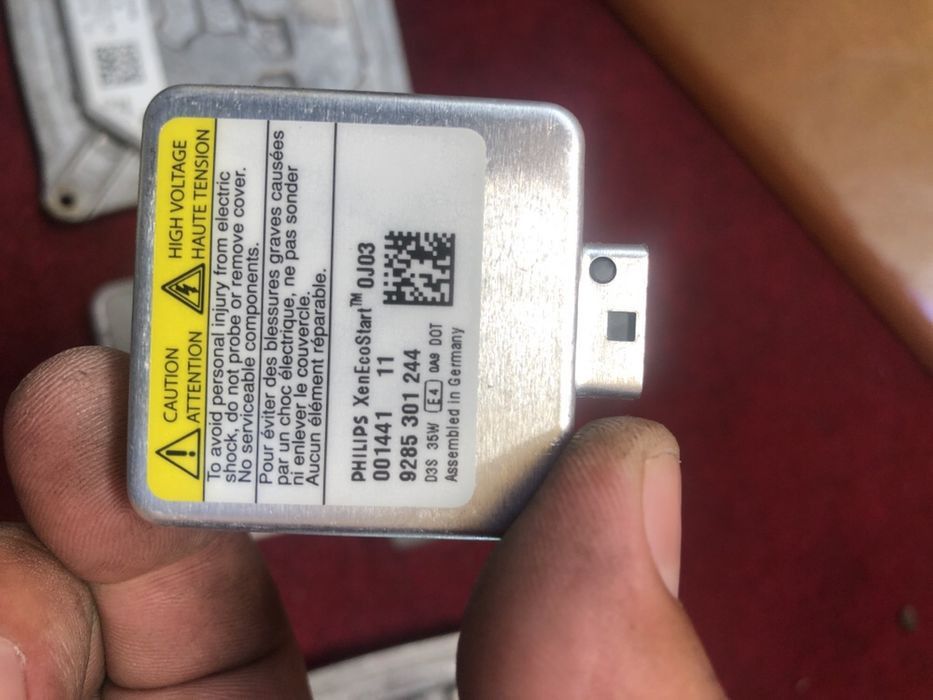 CAUTION HIGH VOLTAGE
ATTENTION HAUTE TENSION
To avoid personal injury from electric
shock, do not probe or remove cover.
No serviceable components.
Pour éviter des blessures graves causées
par un choc électrique, ne pas sonder
ni enlever le couvercle.
Aucun élément réparable.
PHILIPS XenEcoStart™ 0J03
001441 11
9285 301 244
D3S 35W E4 0A9 DOT
Assembled in Germany